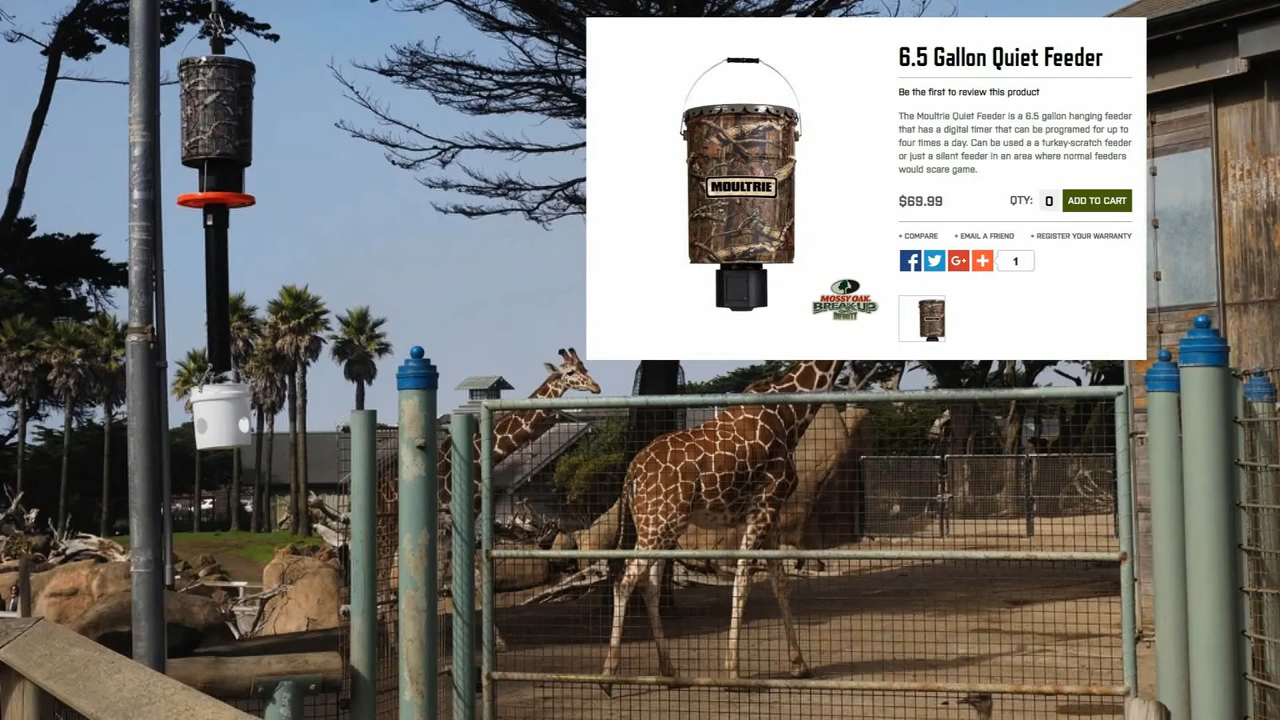 6.5 Gallon Quiet Feeder
Be the first to review this product
The Moultrie Quiet Feeder is a 6.5 gallon hanging feeder
that has a digital timer that can be programed for up to
four times a day. Can be used a a turkey-scratch feeder
or just a silent feeder in an area where normal feeders
would scare game.
$69.99 QTY: 0 ADD TO CART
+ COMPARE + EMAIL A FRIEND + REGISTER YOUR WARRANTY
f G+ + 1
MOULTRIE
MOSSY OAK
BREAK-UP
INFINITY